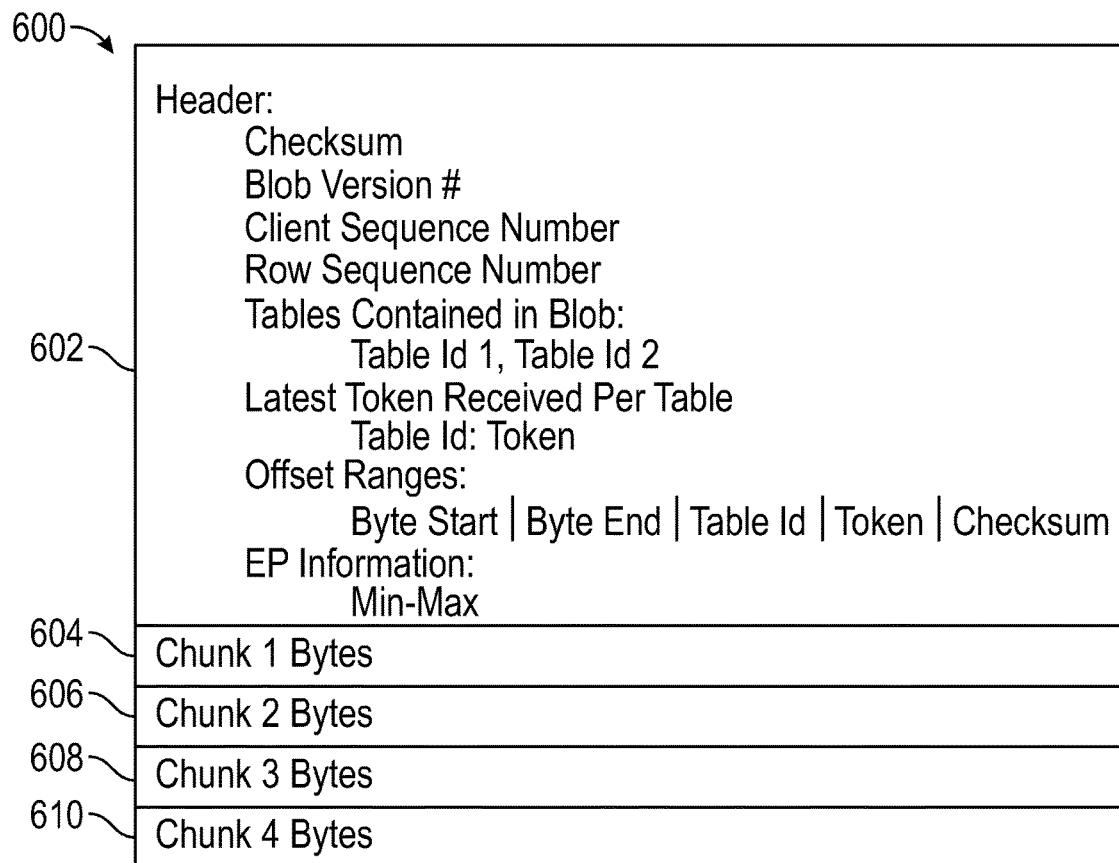 600
Header:
Checksum
Blob Version #
Client Sequence Number
Row Sequence Number
Tables Contained in Blob:
602
Table Id 1, Table Id 2
Latest Token Received Per Table
Table Id: Token
Offset Ranges:
Byte Start | Byte End | Table Id | Token | Checksum
EP Information:
Min-Max
604
Chunk 1 Bytes
606
Chunk 2 Bytes
608
Chunk 3 Bytes
610
Chunk 4 Bytes